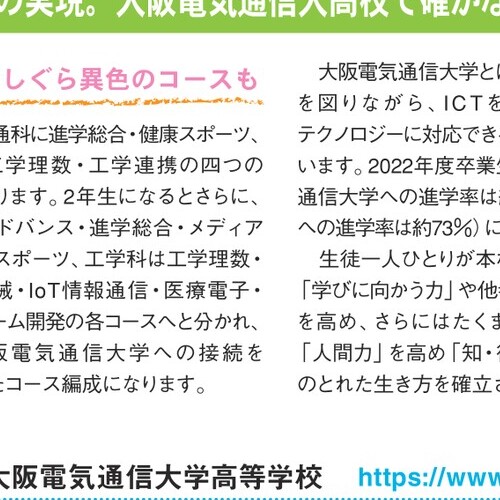 の実現。大阪電気通信大高校で確かな
しぐら異色のコースも
通科に進学総合・健康スポーツ、
工学理数・工学連携の四つの
ります。2年生になるとさらに、
ドバンス・進学総合・メディア
スポーツ、工学科は工学理数・
械・IoT情報通信・医療電子・
ーム開発の各コースへと分かれ、
阪電気通信大学への接続を
たコース編成になります。
大阪電気通信大学と
を図りながら、ICTを
テクノロジーに対応でき
います。2022年度卒業
通信大学への進学率は
への進学率は約73%)に
生徒一人ひとりが本
「学びに向かう力」や他
を高め、さらにはたくま
「人間力」を高め「知・
のとれた生き方を確立
大阪電気通信大学高等学校 https://www.